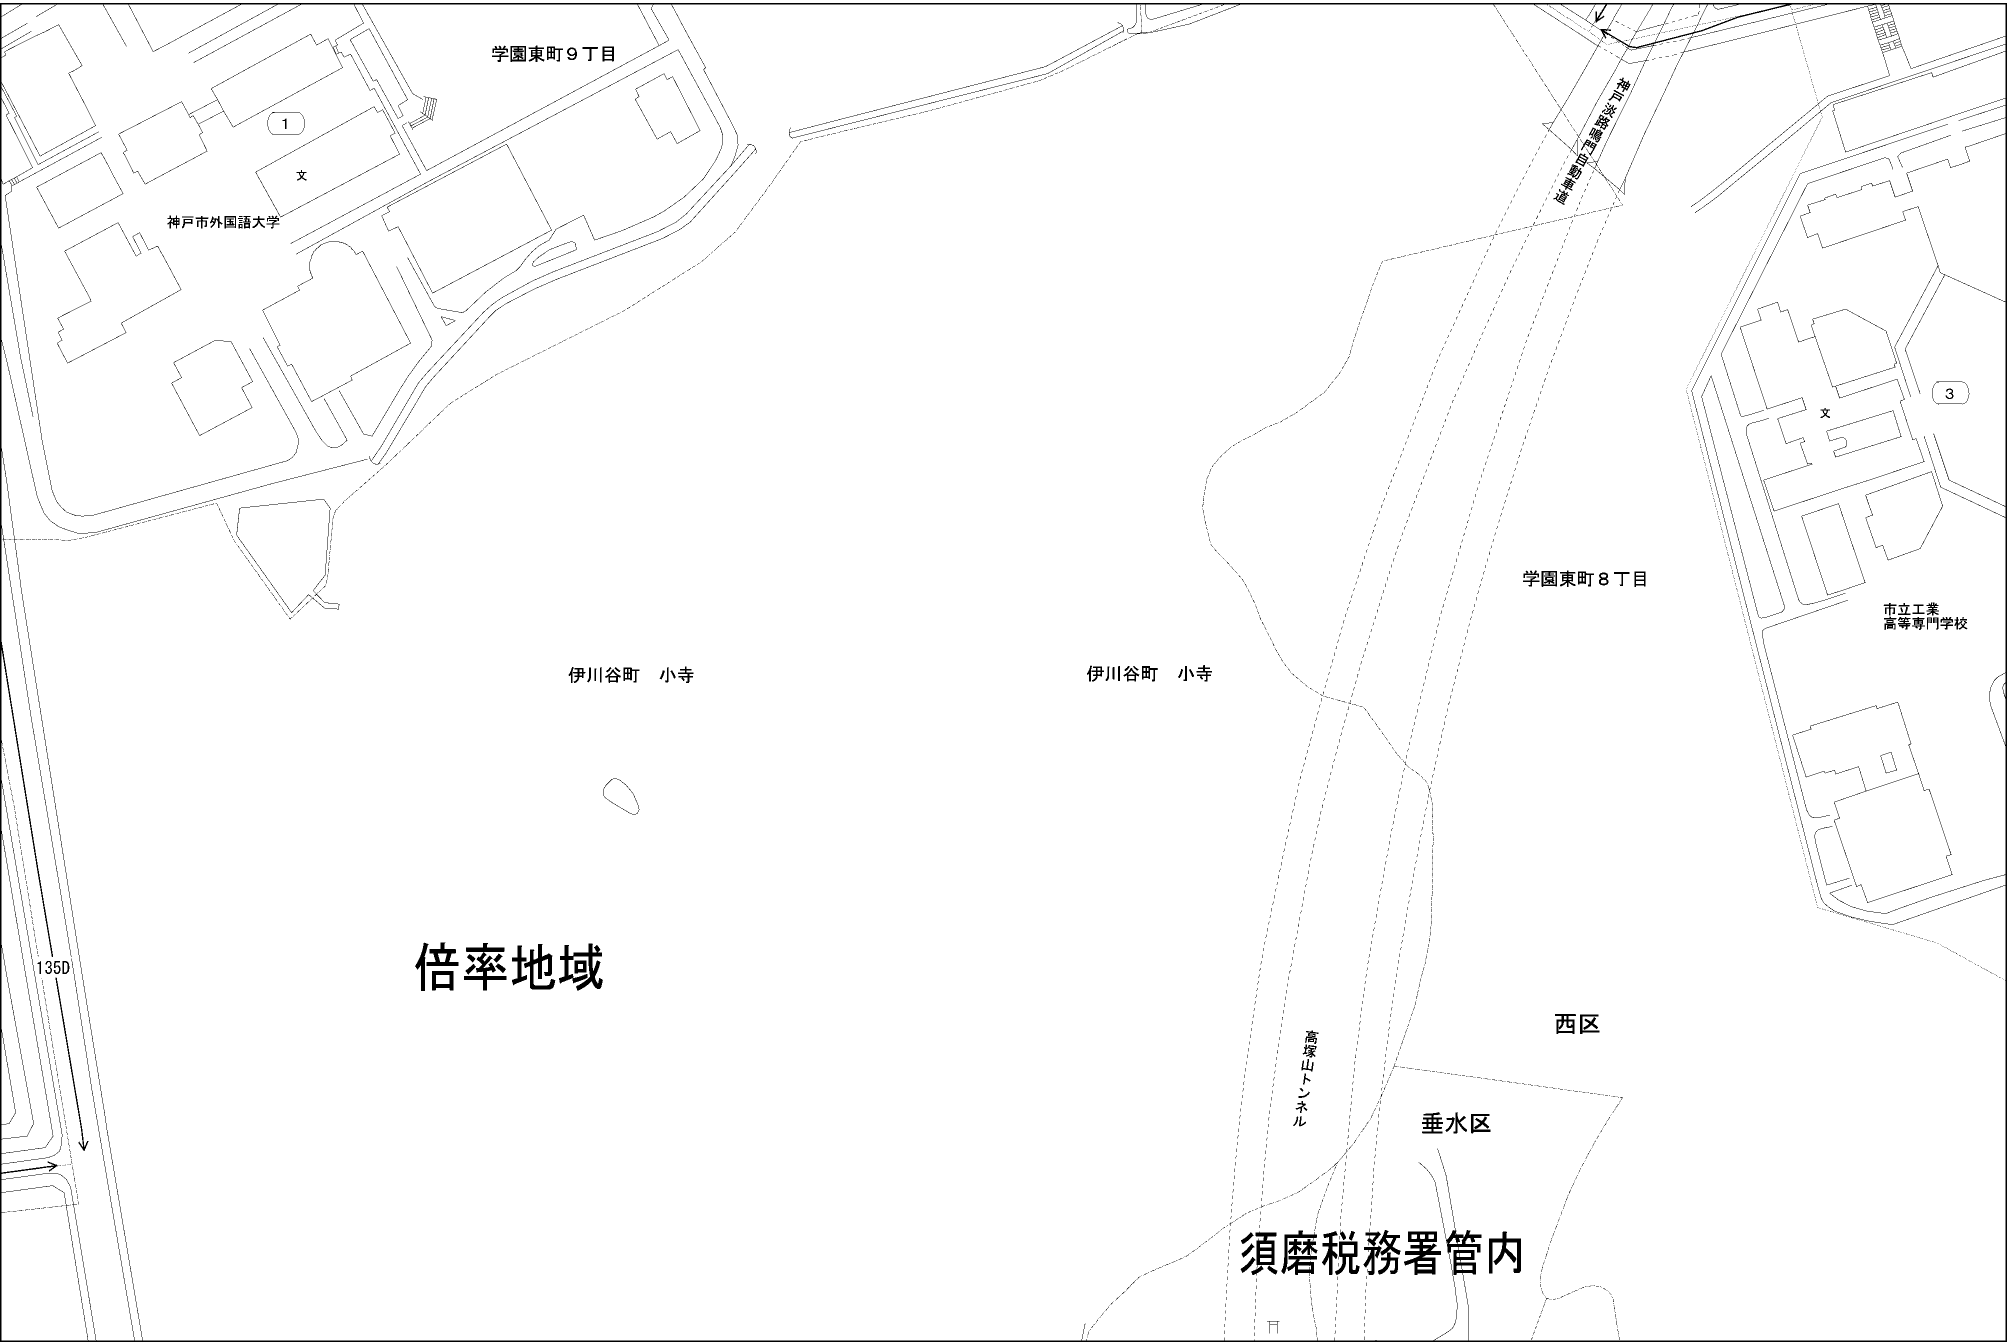 学園東町９丁目
1
文
神戸市外国語大学
神戸淡路鳴門自動車道
3
文
学園東町８丁目
市立工業
高等専門学校
伊川谷町　小寺
伊川谷町　小寺
倍率地域
135D
西区
高塚山トンネル
垂水区
須磨税務署管内